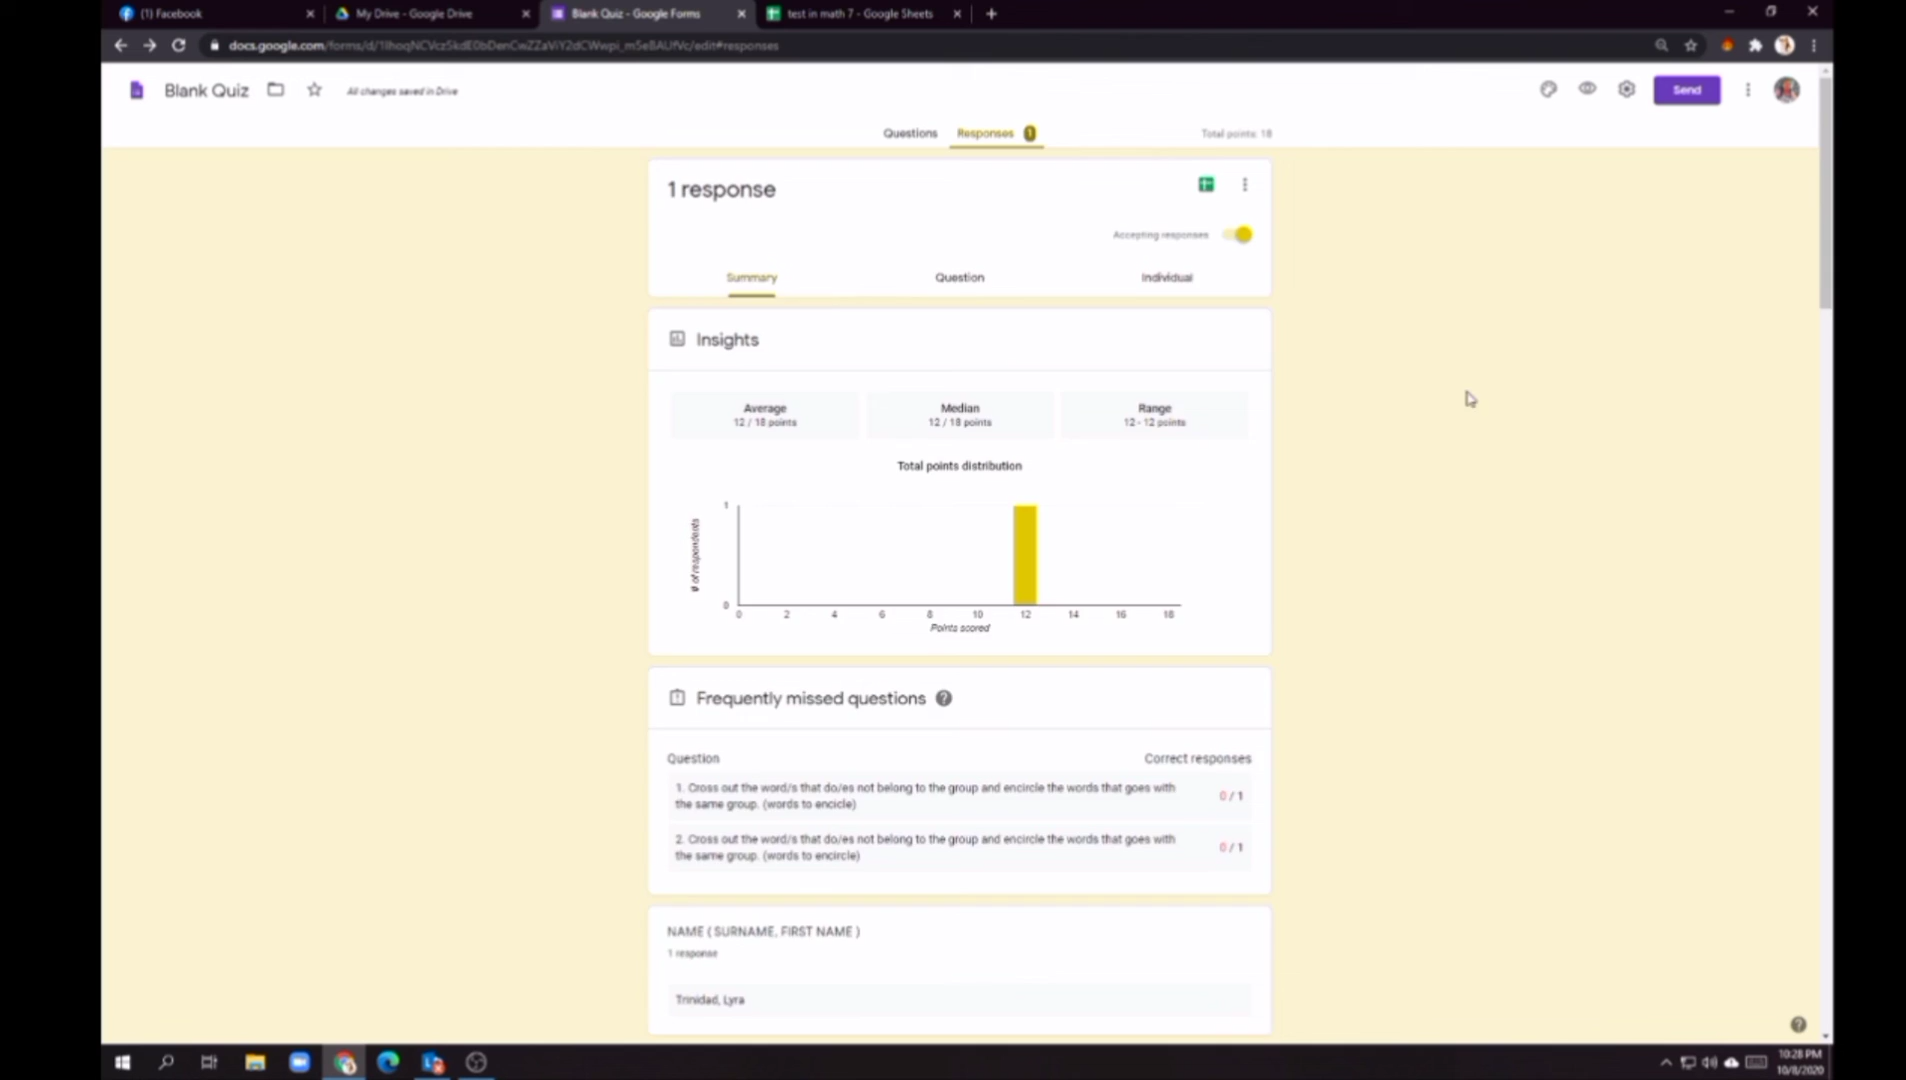 (1) Facebook
My Drive - Google Drive
Blank Quiz - Google Forms
test in math 7 - Google Sheets
Blank Quiz
All changes saved in Drive
Send
Questions
Responses
1
Total points: 18
1 response
Accepting responses
Summary
Question
Individual
Insights
Average
12 / 18 points
Median
12 / 18 points
Range
12 - 12 points
Total points distribution
# of respondents
1
0
0 2 4 6 8 10 12 14 16 18
Points scored
Frequently missed questions
Question
Correct responses
1. Cross out the word/s that do/es not belong to the group and encircle the words that goes with
the same group. (words to encicle)
0 / 1
2. Cross out the word/s that do/es not belong to the group and encircle the words that goes with
the same group. (words to encircle)
0 / 1
NAME ( SURNAME, FIRST NAME )
1 response
Trinidad, Lyra
10:28 PM
10/8/2020